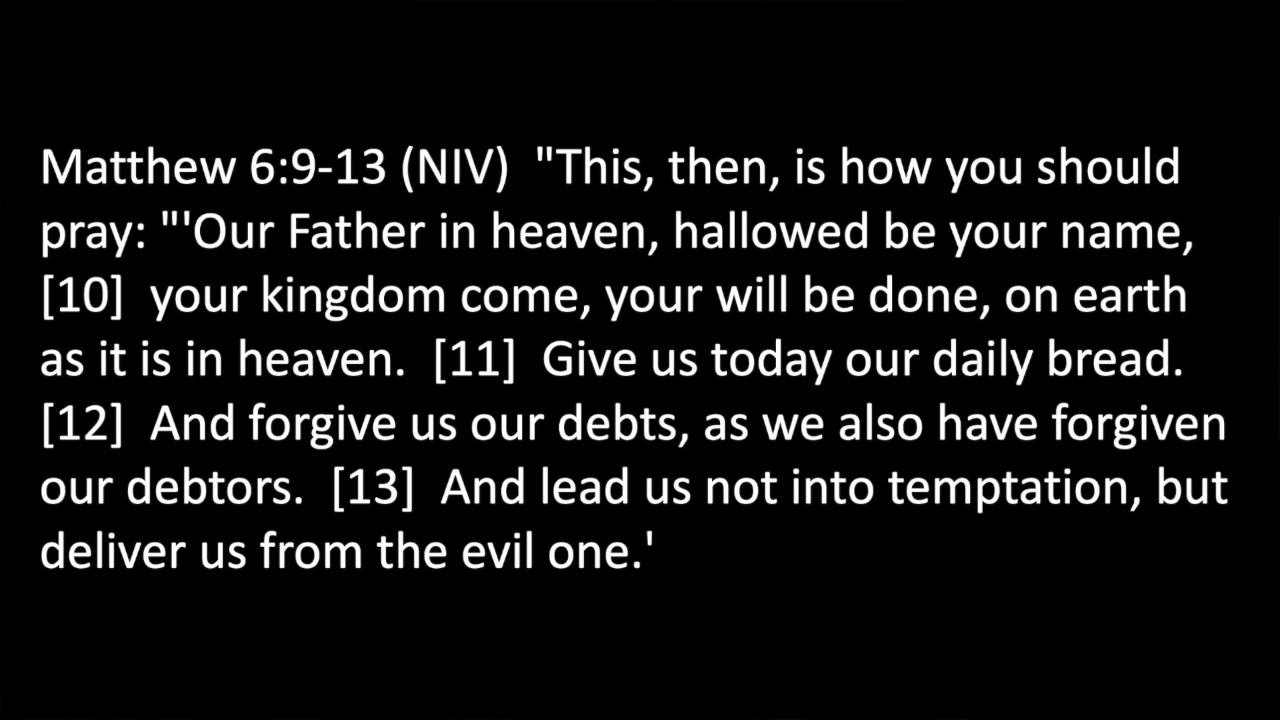 Matthew 6:9-13 (NIV)  "This, then, is how you should
pray: "'Our Father in heaven, hallowed be your name,
[10]  your kingdom come, your will be done, on earth
as it is in heaven.  [11]  Give us today our daily bread.
[12]  And forgive us our debts, as we also have forgiven
our debtors.  [13]  And lead us not into temptation, but
deliver us from the evil one.'